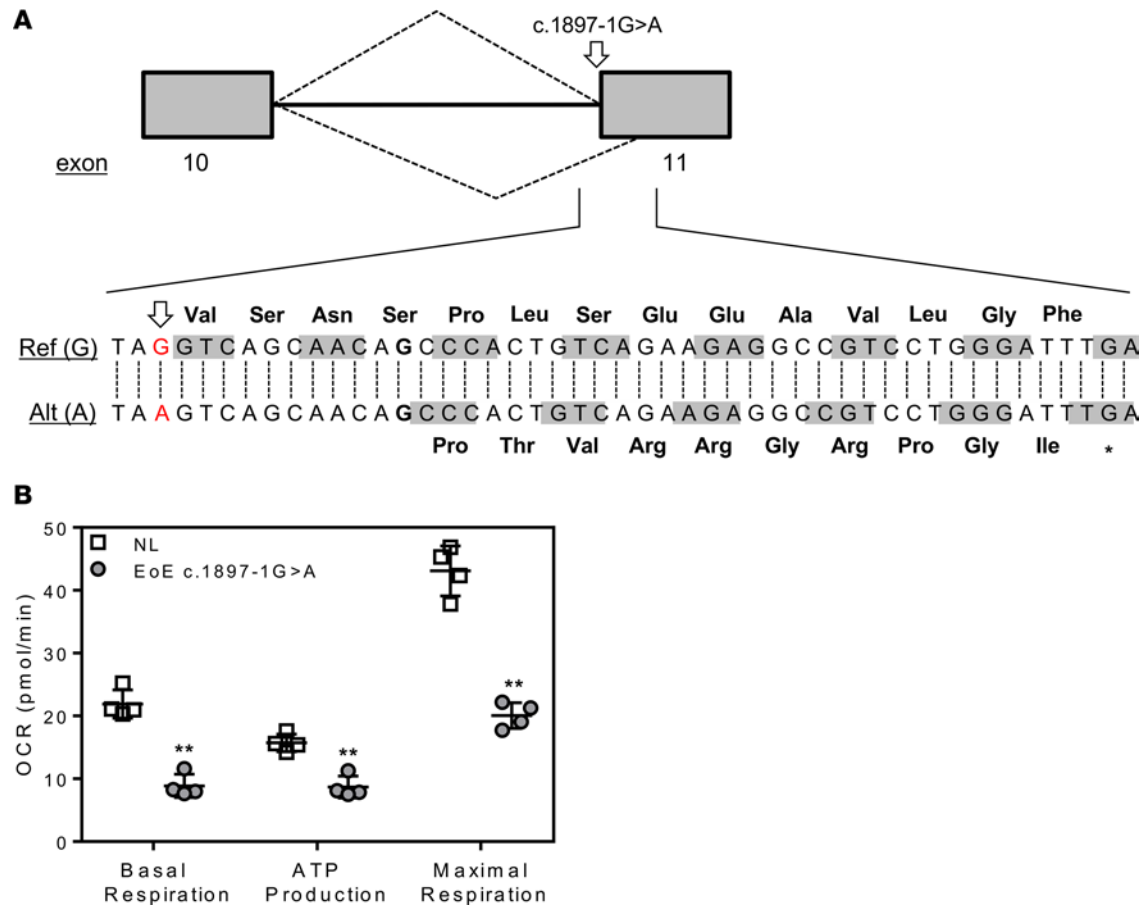 A
c.1897-1G>A
exon
10
11
Val Ser Asn Ser Pro Leu Ser Glu Glu Ala Val Leu Gly Phe
Ref (G) T A G G T C A G C A A C A G C C C A C T G T C A G A A G A G G C C G T C C T G G G A T T T G A
Alt (A) T A A G T C A G C A A C A G C C C A C T G T C A G A A G A G G C C G T C C T G G G A T T T G A
Pro Thr Val Arg Arg Gly Arg Pro Gly Ile *
B
50
NL
EoE c.1897-1G>A
40
30
20
10
0
OCR (pmol/min)
**
**
**
Basal Respiration
ATP Production
Maximal Respiration